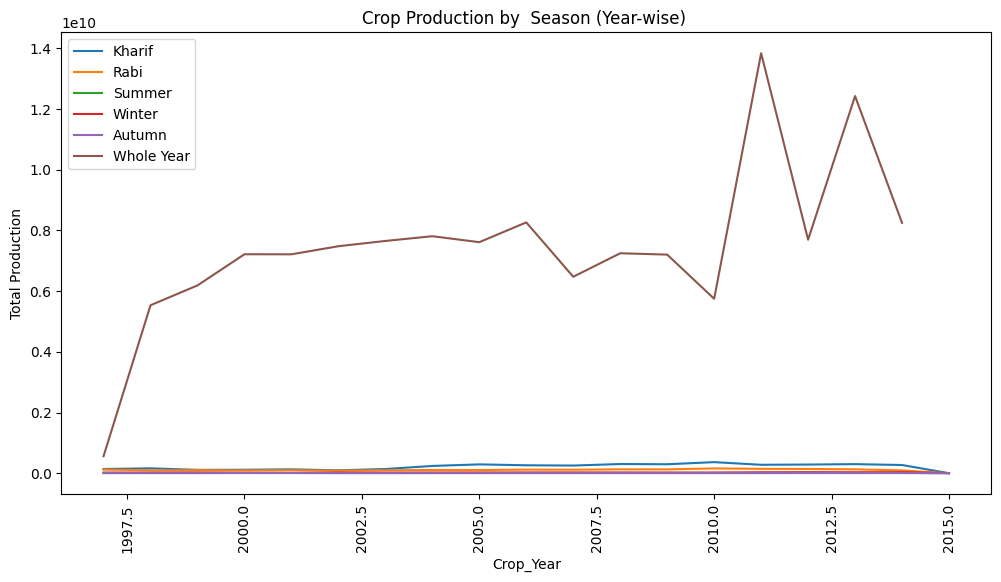 Crop Production by  Season (Year-wise)
1e10
Kharif
Rabi
Summer
Winter
Autumn
Whole Year
1.4
1.2
1.0
0.8
0.6
0.4
0.2
0.0
Total Production
1997.5
2000.0
2002.5
2005.0
2007.5
2010.0
2012.5
2015.0
Crop_Year